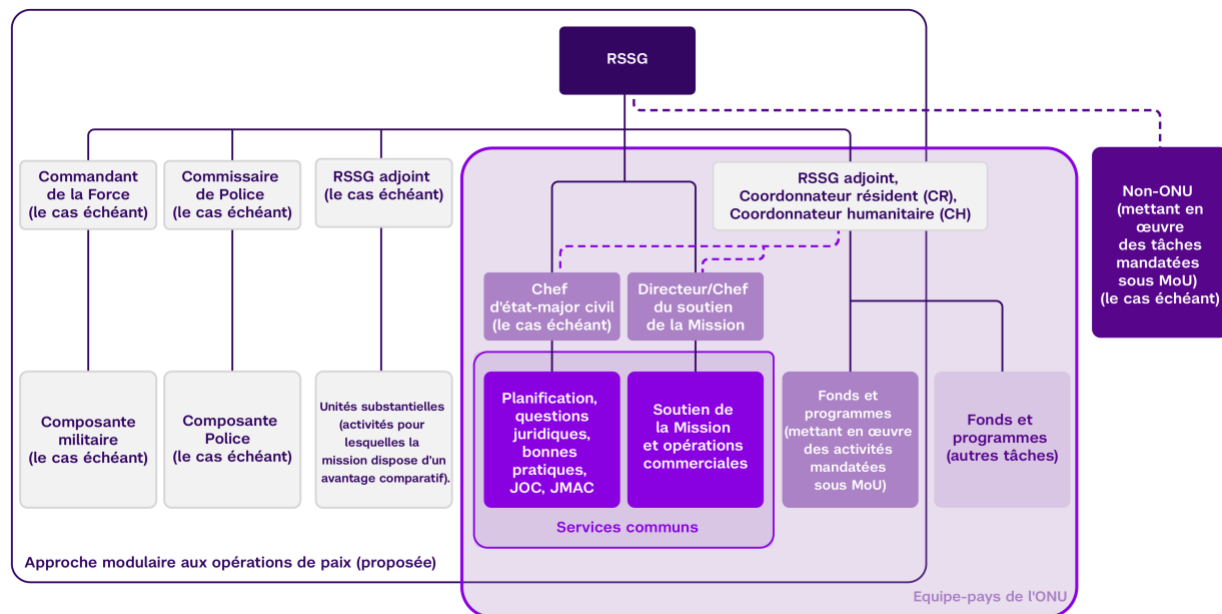 RSSG
Commandant
de la Force
(le cas échéant)
Commissaire
de Police
(le cas échéant)
RSSG adjoint
(le cas échéant)
RSSG adjoint,
Coordonnateur résident (CR),
Coordonnateur humanitaire (CH)
Non-ONU
(mettant en
œuvre
des tâches
mandatées
sous MoU)
(le cas échéant)
Chef
d'état-major civil
(le cas échéant)
Directeur/Chef
du soutien
de la Mission
Composante
militaire
(le cas échéant)
Composante
Police
(le cas échéant)
Unités substantielles
(activités pour
lesquelles la
mission dispose d'un
avantage comparatif).
Planification,
questions
juridiques,
bonnes
pratiques,
JOC, JMAC
Soutien de
la Mission
et opérations
commerciales
Fonds et
programmes
(mettant en œuvre
des activités
mandatées
sous MoU)
Fonds et
programmes
(autres tâches)
Services communs
Approche modulaire aux opérations de paix (proposée)
Equipe-pays de l'ONU